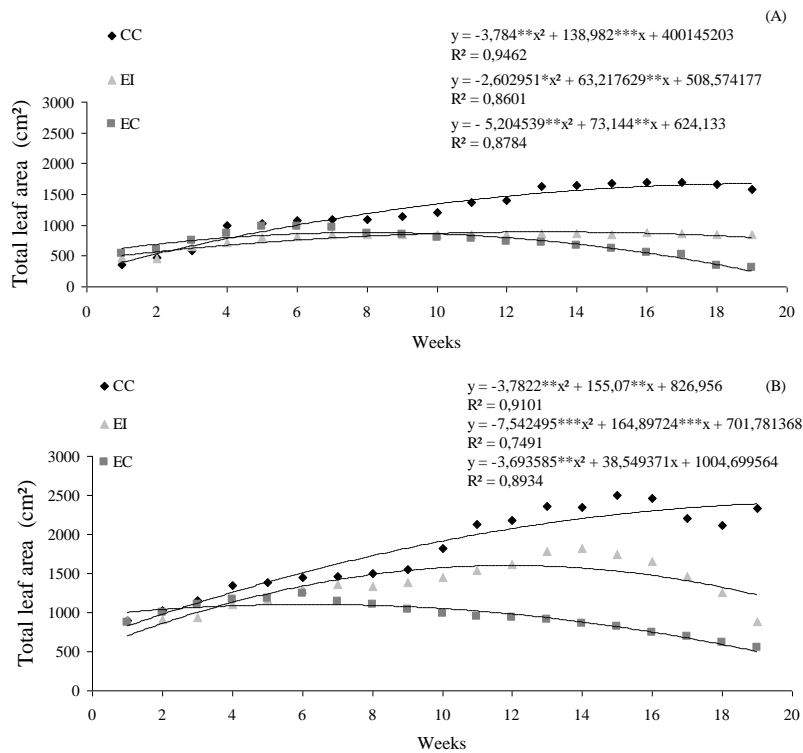 (A)
CC
y = -3,784**x² + 138,982***x + 400145203
R² = 0,9462
EI
y = -2,602951*x² + 63,217629**x + 508,574177
R² = 0,8601
EC
y = - 5,204539**x² + 73,144**x + 624,133
R² = 0,8784
Total leaf area (cm²)
3000
2500
2000
1500
1000
500
0
0 2 4 6 8 10 12 14 16 18 20
Weeks
(B)
CC
y = -3,7822**x² + 155,07**x + 826,956
R² = 0,9101
EI
y = -7,542495***x² + 164,89724***x + 701,781368
R² = 0,7491
EC
y = -3,693585**x² + 38,549371x + 1004,699564
R² = 0,8934
Total leaf area (cm²)
3000
2500
2000
1500
1000
500
0
0 2 4 6 8 10 12 14 16 18 20
Weeks